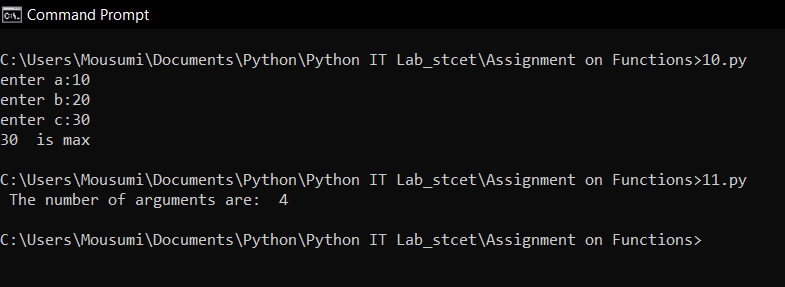 Command Prompt
C:\Users\Mousumi\Documents\Python\Python IT Lab_stcet\Assignment on Functions>10.py
enter a:10
enter b:20
enter c:30
30  is max
C:\Users\Mousumi\Documents\Python\Python IT Lab_stcet\Assignment on Functions>11.py
 The number of arguments are:  4
C:\Users\Mousumi\Documents\Python\Python IT Lab_stcet\Assignment on Functions>